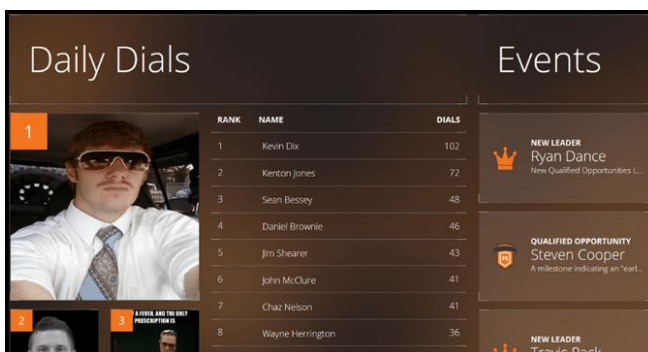 Daily Dials
Events
1
RANK NAME DIALS
1 Kevin Dix 102
2 Kenton Jones 72
3 Sean Bessey 48
4 Daniel Brownie 46
5 Jim Shearer 43
6 John McClure 41
7 Chaz Nelson 41
8 Wayne Herrington 36
2
3
A FEVER, AND THE ONLY
PRESCRIPTION IS
NEW LEADER
Ryan Dance
New Qualified Opportunities L...
QUALIFIED OPPORTUNITY
Steven Cooper
A milestone indicating an "earl...
NEW LEADER
Travis Pack